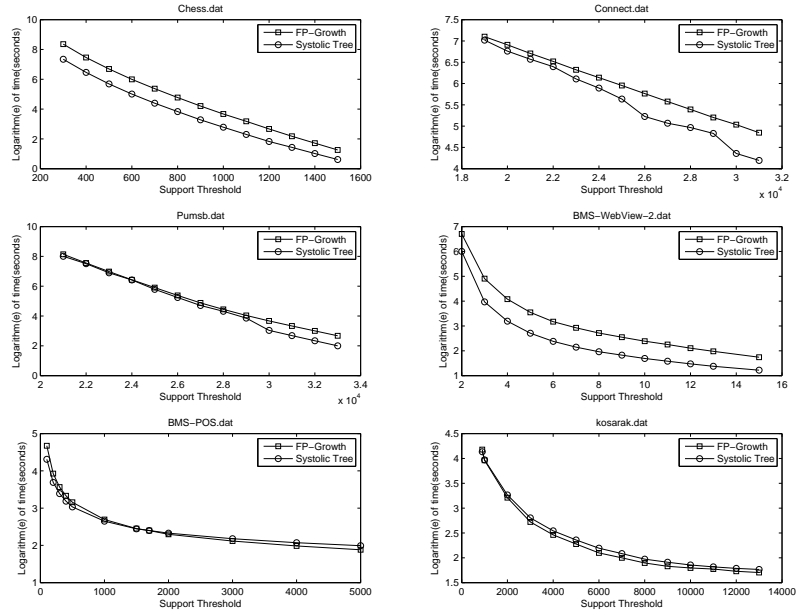 Chess.dat
10
8
6
4
2
0
200
400
600
800
1000
1200
1400
1600
Logarithm(e) of time(seconds)
Support Threshold
FP−Growth
Systolic Tree
Connect.dat
7.5
7
6.5
6
5.5
5
4.5
4
1.8
2
2.2
2.4
2.6
2.8
3
3.2
x 10⁴
Logarithm(e) of time(seconds)
Support Threshold
FP−Growth
Systolic Tree
Pumsb.dat
10
8
6
4
2
0
2
2.2
2.4
2.6
2.8
3
3.2
3.4
x 10⁴
Logarithm(e) of time(seconds)
Support Threshold
FP−Growth
Systolic Tree
BMS−WebView−2.dat
7
6
5
4
3
2
1
2
4
6
8
10
12
14
16
Logarithm(e) of time(seconds)
Support Threshold
FP−Growth
Systolic Tree
BMS−POS.dat
5
4
3
2
1
0
1000
2000
3000
4000
5000
Logarithm(e) of time(seconds)
Support Threshold
FP−Growth
Systolic Tree
kosarak.dat
4.5
4
3.5
3
2.5
2
1.5
0
2000
4000
6000
8000
10000
12000
14000
Logarithm(e) of time(seconds)
Support Threshold
FP−Growth
Systolic Tree